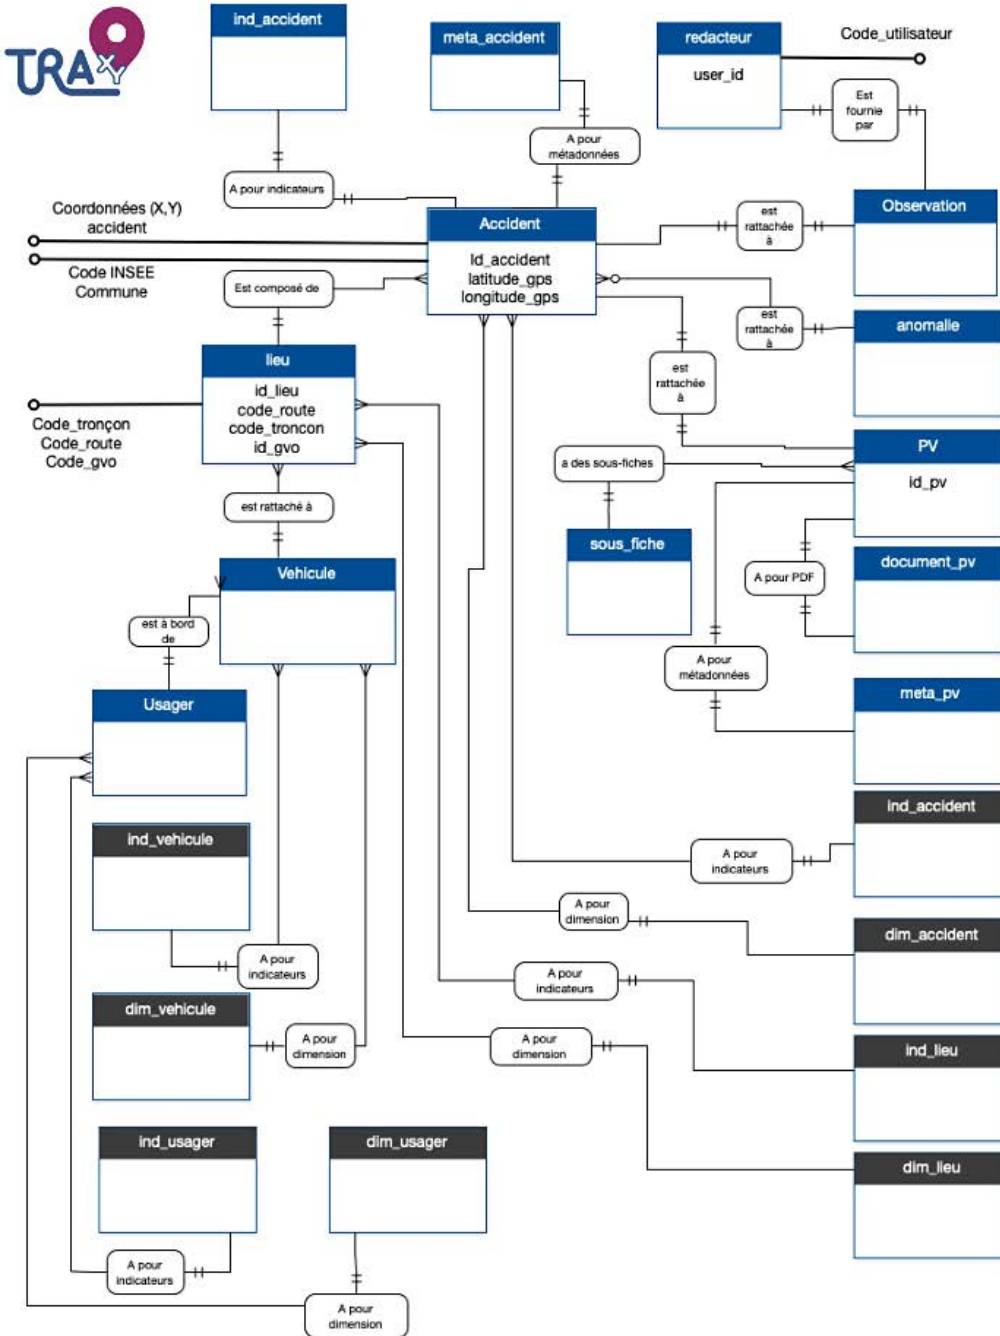 TRAxy
ind_accident
meta_accident
redacteur
user_id
Code_utilisateur
Est
fournie
par
A pour
métadonnées
A pour indicateurs
Coordonnées (X,Y)
accident
Code INSEE
Commune
Accident
Id_accident
latitude_gps
longitude_gps
est
rattachée
à
Observation
Est composé de
est
rattachée
à
anomalie
lieu
id_lieu
code_route
code_troncon
id_gvo
est
rattachée
à
Code_tronçon
Code_route
Code_gvo
PV
id_pv
a des sous-fiches
est rattaché à
sous_fiche
document_pv
A pour PDF
Vehicule
est à bord
de
A pour
métadonnées
meta_pv
Usager
ind_accident
ind_vehicule
A pour
indicateurs
A pour
dimension
dim_accident
A pour
indicateurs
A pour
indicateurs
dim_vehicule
A pour
dimension
A pour
dimension
ind_lieu
ind_usager
dim_usager
dim_lieu
A pour
indicateurs
A pour
dimension